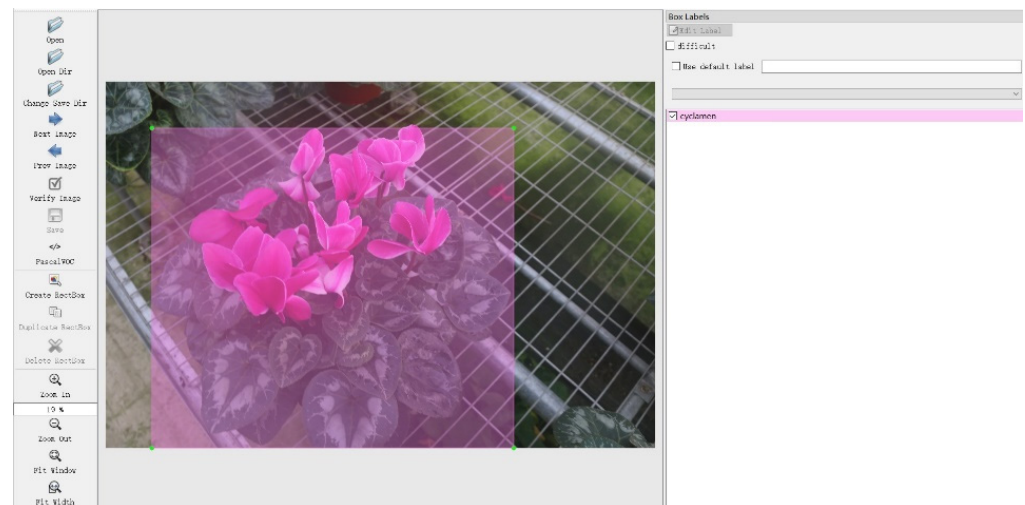 Open
Open Dir
Change Save Dir
Next Image
Prev Image
Verify Image
Save
</>
PascalVOC
Create RectBox
Duplicate RectBox
Delete RectBox
Zoom In
10 %
Zoom Out
Fit Window
Fit Width
Box Labels
Edit Label
difficult
Use default label
cyclamen